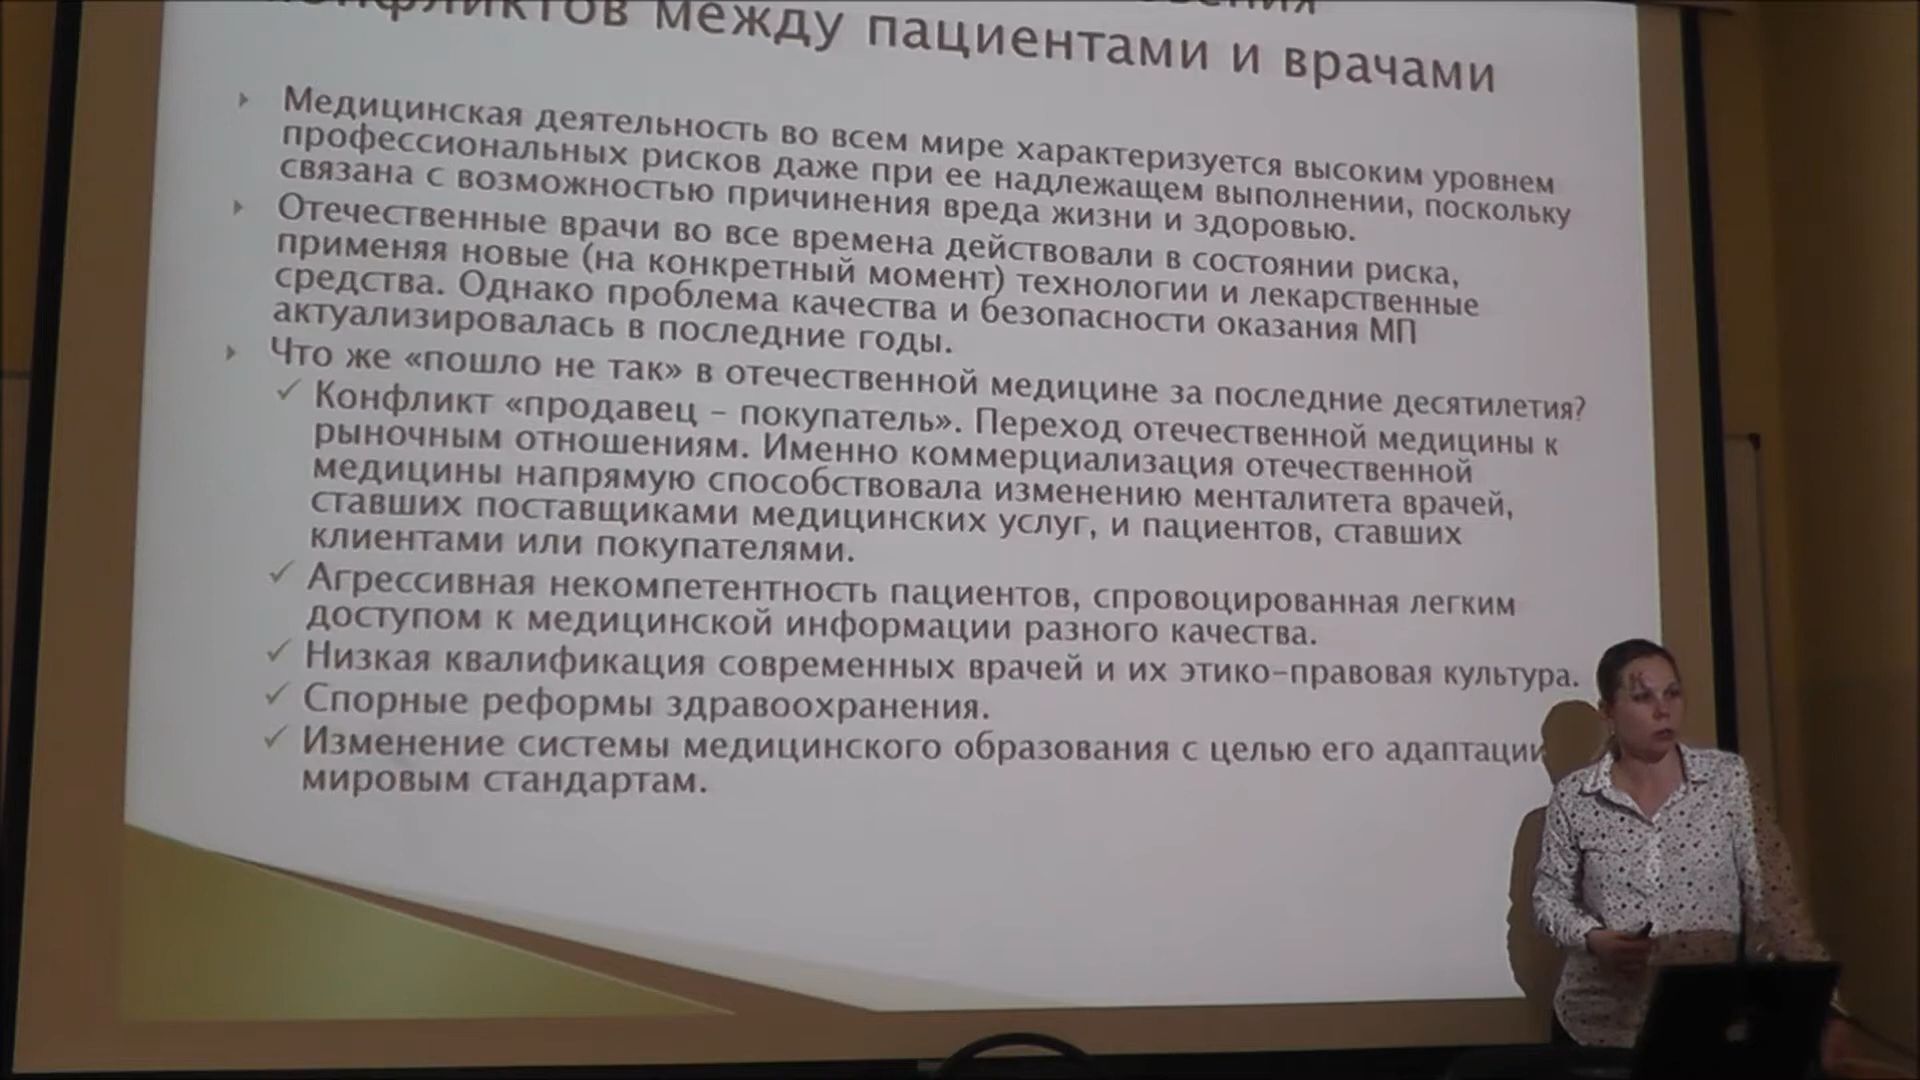 конфликтов между пациентами и врачами
Медицинская деятельность во всем мире характеризуется высоким уровнем
профессиональных рисков даже при ее надлежащем выполнении, поскольку
связана с возможностью причинения вреда жизни и здоровью.
Отечественные врачи во все времена действовали в состоянии риска,
применяя новые (на конкретный момент) технологии и лекарственные
средства. Однако проблема качества и безопасности оказания МП
актуализировалась в последние годы.
Что же «пошло не так» в отечественной медицине за последние десятилетия?
Конфликт «продавец – покупатель». Переход отечественной медицины к
рыночным отношениям. Именно коммерциализация отечественной
медицины напрямую способствовала изменению менталитета врачей,
ставших поставщиками медицинских услуг, и пациентов, ставших
клиентами или покупателями.
Агрессивная некомпетентность пациентов, спровоцированная легким
доступом к медицинской информации разного качества.
Низкая квалификация современных врачей и их этико-правовая культура.
Спорные реформы здравоохранения.
Изменение системы медицинского образования с целью его адаптации
мировым стандартам.